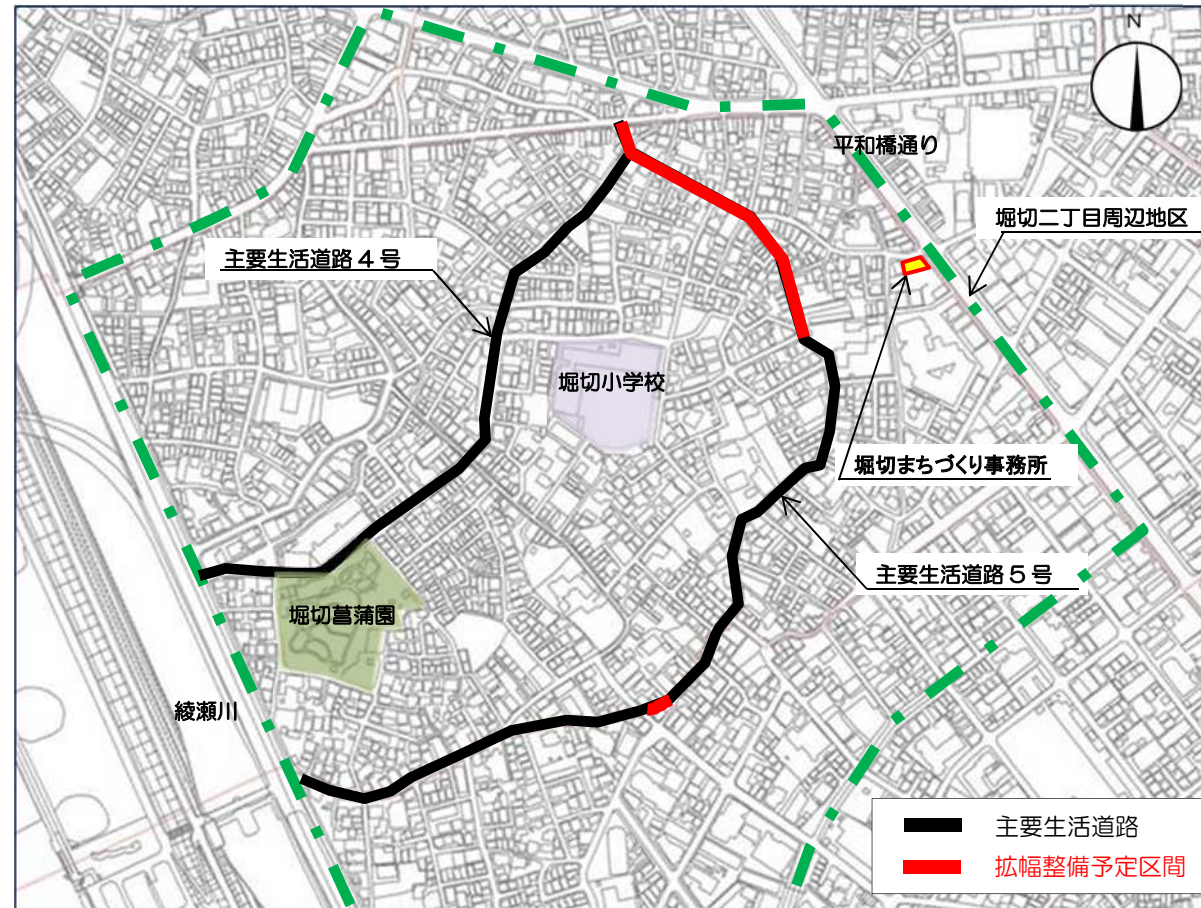 N
平和橋通り
堀切二丁目周辺地区
主要生活道路４号
堀切小学校
堀切まちづくり事務所
主要生活道路５号
堀切菖蒲園
綾瀬川
主要生活道路
拡幅整備予定区間